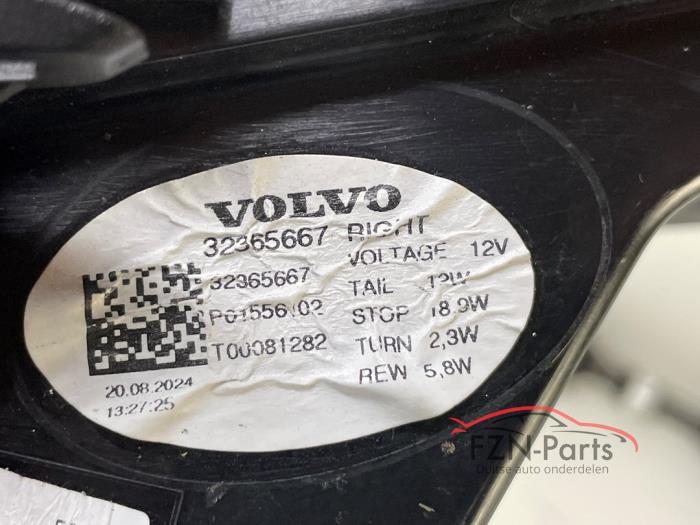 VOLVO
32365667 RIGHT
VOLTAGE 12V
32365667
TAIL 12W
P01556102
STOP 18,9W
T00081282
TURN 2,3W
REW 5,8W
20.08.2024
13:27:25
FZN-Parts
Duitse auto onderdelen